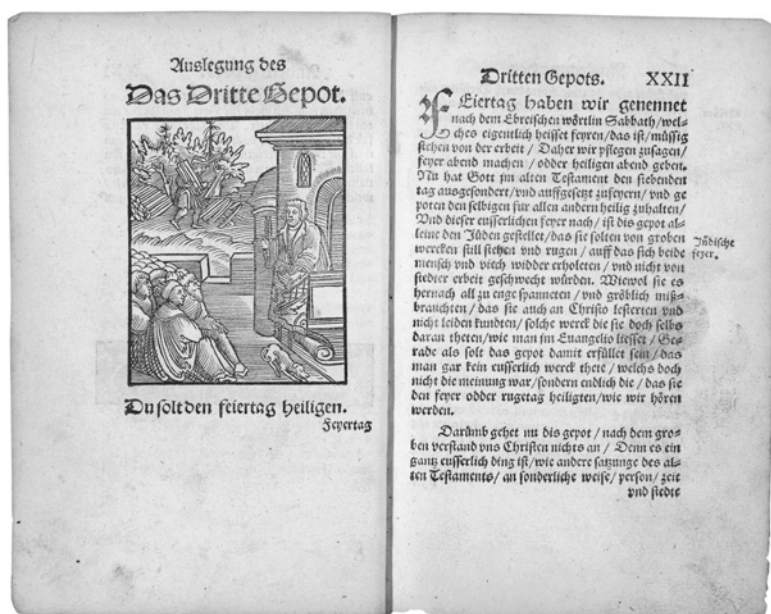 Auslegung des
Das Dritte Gepot.
Du solt den feiertag heiligen.
Feyertag
Dritten Gepots. XXII
FEiertag haben wir genennet
nach dem Ebreischen wörtlin Sabbath/wel-
ches eigentlich heisset feyren/das ist/müssig
stehen von der erbeit / Daher wir pflegen zusagen/
feyer abend machen / odder heiligen abend geben.
Nu hat Gott jm alten Testament den siebenden
tag ausgesondert/vnd auffgesetzt zufeyern/ vnd ge
poten den selbigen fur allen andern heilig zuhalten/
Vnd dieser eusserlichen feyer nach/ ist dis gepot al-
leine den Jüden gestellet/das sie solten von groben
wercken still stehen vnd rugen / auff das sich beide
mensch vnd viech widder erholeten / vnd nicht von
stedter erbeit geschwecht würden. Wiewol sie es
hernach all zu enge spanneten / vnd gröblich miß-
brauchten / das sie auch an Christo lesterten vnd
nicht leiden kundten / solche werck die sie doch selbs
daran theten/wie man jm Euangelio lieset/ Ge-
rade als solt das gepot damit erfüllet sein / das
man gar kein eusserlich werck thete / welchs doch
nicht die meinung war/sondern endlich die / das sie
den feyer odder rugetag heiligten/wie wir hören
werden.
Jüdische
feyer.
Darümb gehet nu dis gepot / nach dem gro-
ben verstand vns Christen nichts an / Denn es ein
gantz eusserlich ding ist/wie andere satzunge des al-
ten Testaments/ an sonderliche weise/ person/ zeit
vnd stedte